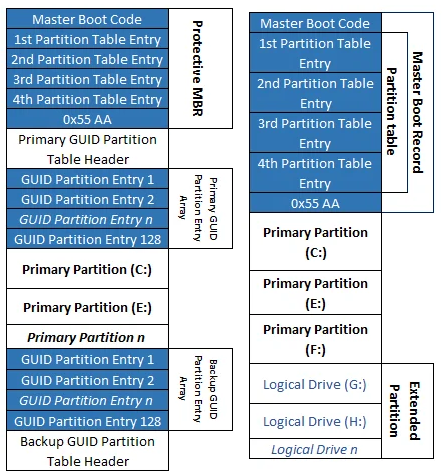 Master Boot Code
1st Partition Table Entry
2nd Partition Table Entry
3rd Partition Table Entry
4th Partition Table Entry
0x55 AA
Protective MBR
Primary GUID Partition
Table Header
GUID Partition Entry 1
GUID Partition Entry 2
GUID Partition Entry n
GUID Partition Entry 128
Primary GUID
Partition Entry
Array
Primary Partition (C:)
Primary Partition (E:)
Primary Partition n
GUID Partition Entry 1
GUID Partition Entry 2
GUID Partition Entry n
GUID Partition Entry 128
Backup GUID
Partition Entry
Array
Backup GUID Partition
Table Header
Master Boot Code
1st Partition Table
Entry
2nd Partition Table
Entry
3rd Partition Table
Entry
4th Partition Table
Entry
0x55 AA
Partition table
Master Boot Record
Primary Partition
(C:)
Primary Partition
(E:)
Primary Partition
(F:)
Logical Drive (G:)
Logical Drive (H:)
Logical Drive n
Extended
Partition